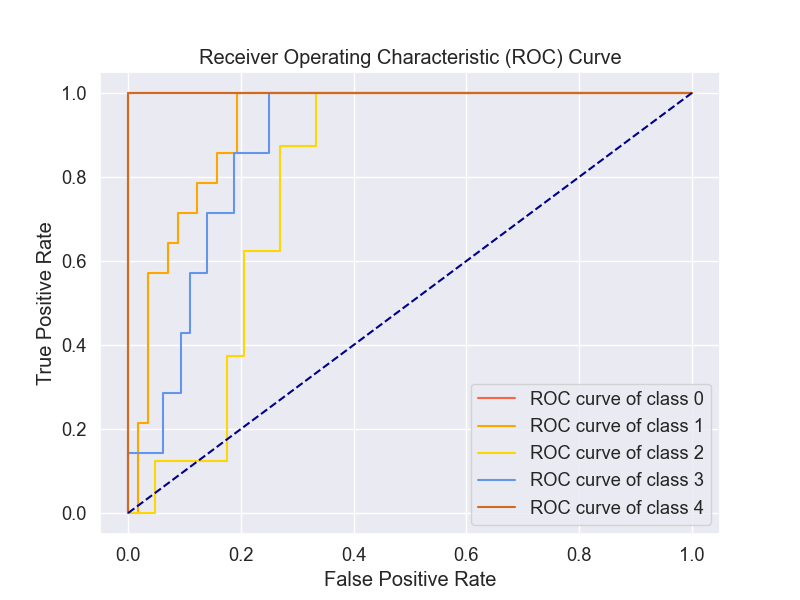 Receiver Operating Characteristic (ROC) Curve
1.0
0.8
0.6
0.4
0.2
0.0
True Positive Rate
ROC curve of class 0
ROC curve of class 1
ROC curve of class 2
ROC curve of class 3
ROC curve of class 4
0.0 0.2 0.4 0.6 0.8 1.0
False Positive Rate